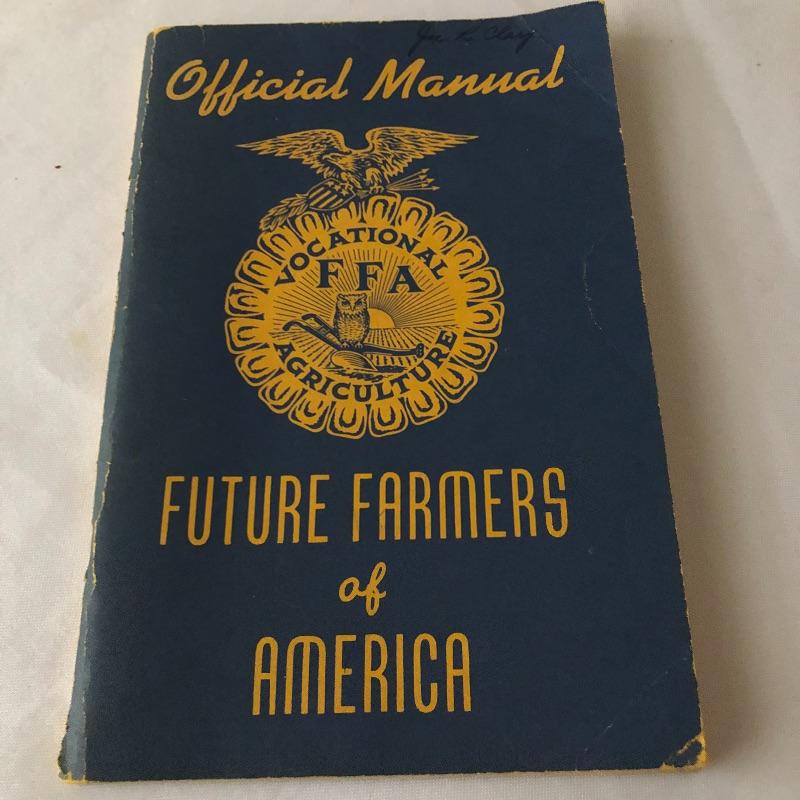 Official Manual
VOCATIONAL
FFA
AGRICULTURE
FUTURE FARMERS
of
AMERICA